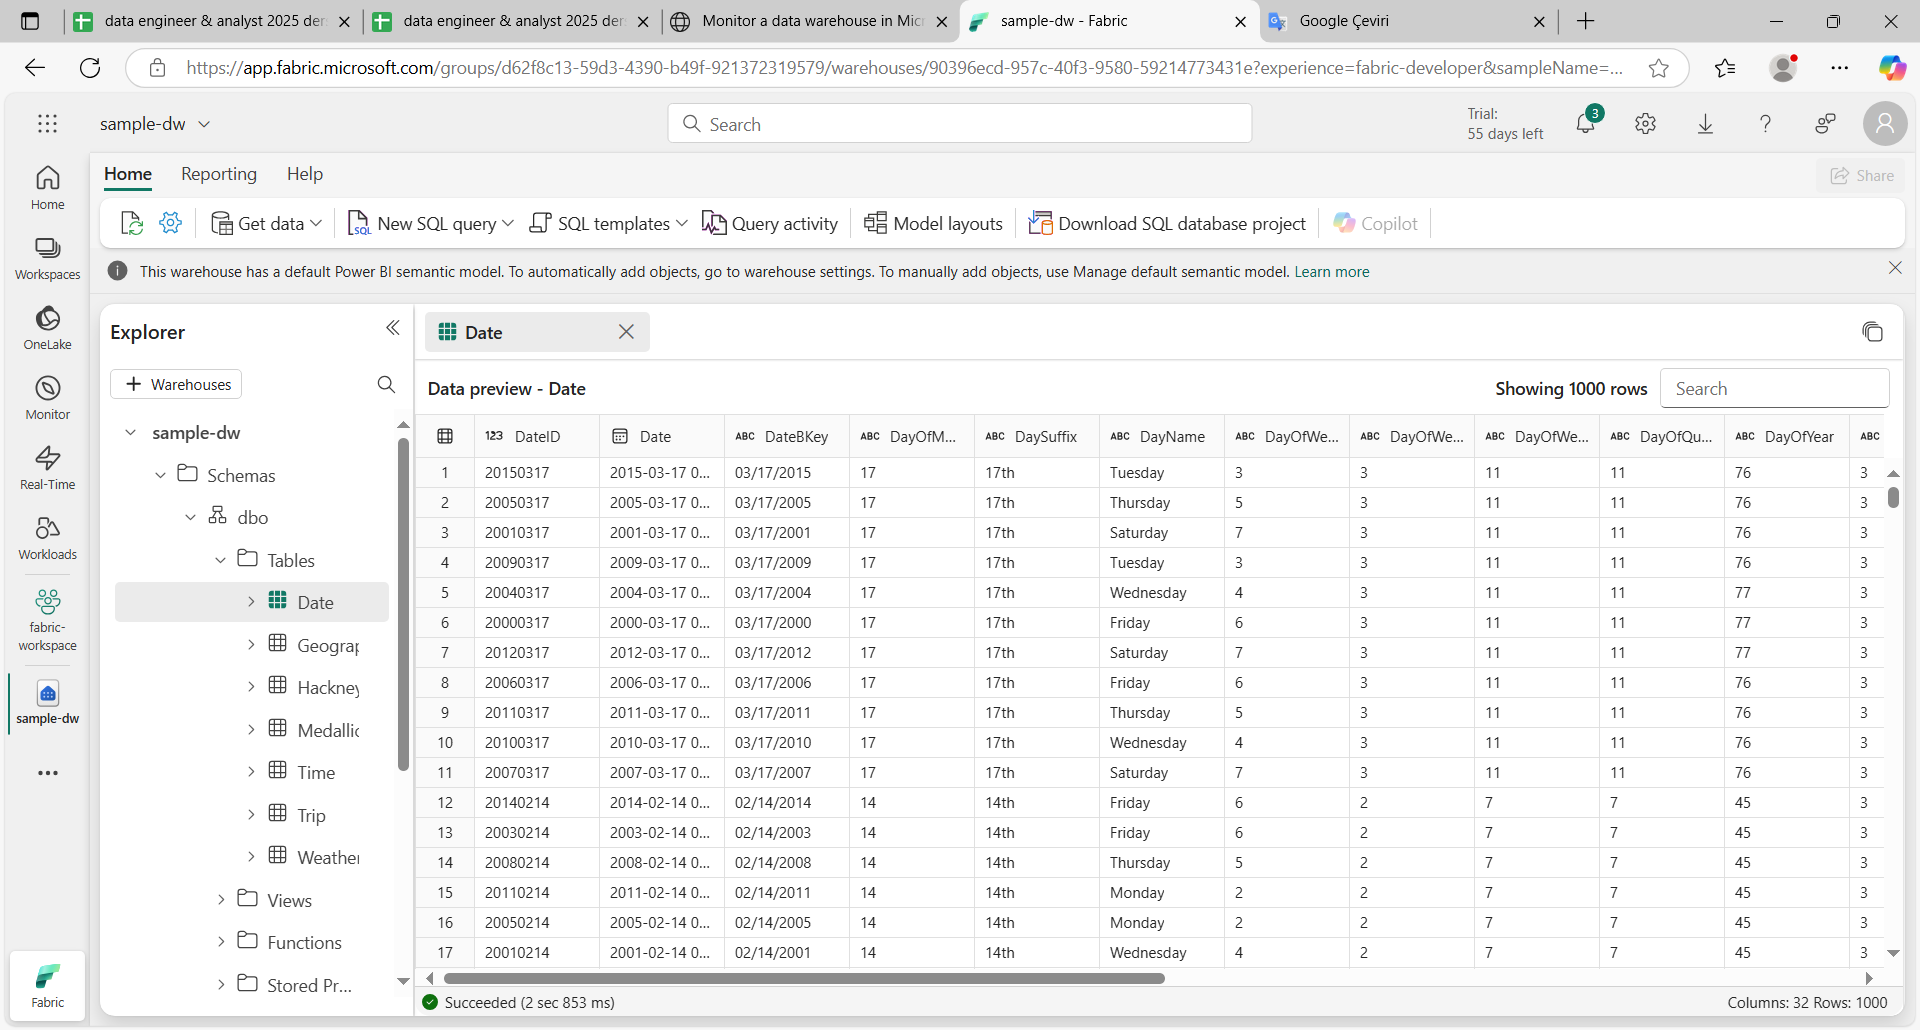 data engineer & analyst 2025 der
data engineer & analyst 2025 der
Monitor a data warehouse in Micr
sample-dw - Fabric
Google Çeviri
https://app.fabric.microsoft.com/groups/d62f8c13-59d3-4390-b49f-921372319579/warehouses/90396ecd-957c-40f3-9580-59214773431e?experience=fabric-developer&sampleName=...
sample-dw
Search
Trial:
55 days left
3
Home
Reporting
Help
Share
Get data
New SQL query
SQL templates
Query activity
Model layouts
Download SQL database project
Copilot
This warehouse has a default Power BI semantic model. To automatically add objects, go to warehouse settings. To manually add objects, use Manage default semantic model. Learn more
Home
Workspaces
OneLake
Monitor
Real-Time
Workloads
fabric-
workspace
sample-dw
Fabric
Explorer
Warehouses
sample-dw
Schemas
dbo
Tables
Date
Geograp
Hackney
Medallic
Time
Trip
Weather
Views
Functions
Stored Pr...
Date
Data preview - Date
Showing 1000 rows
Search
123 DateID Date ABC DateBKey ABC DayOfM... ABC DaySuffix ABC DayName ABC DayOfWe... ABC DayOfWe... ABC DayOfWe... ABC DayOfQu... ABC DayOfYear ABC
1 20150317 2015-03-17 0... 03/17/2015 17 17th Tuesday 3 3 11 11 76 3
2 20050317 2005-03-17 0... 03/17/2005 17 17th Thursday 5 3 11 11 76 3
3 20010317 2001-03-17 0... 03/17/2001 17 17th Saturday 7 3 11 11 76 3
4 20090317 2009-03-17 0... 03/17/2009 17 17th Tuesday 3 3 11 11 76 3
5 20040317 2004-03-17 0... 03/17/2004 17 17th Wednesday 4 3 11 11 77 3
6 20000317 2000-03-17 0... 03/17/2000 17 17th Friday 6 3 11 11 77 3
7 20120317 2012-03-17 0... 03/17/2012 17 17th Saturday 7 3 11 11 77 3
8 20060317 2006-03-17 0... 03/17/2006 17 17th Friday 6 3 11 11 76 3
9 20110317 2011-03-17 0... 03/17/2011 17 17th Thursday 5 3 11 11 76 3
10 20100317 2010-03-17 0... 03/17/2010 17 17th Wednesday 4 3 11 11 76 3
11 20070317 2007-03-17 0... 03/17/2007 17 17th Saturday 7 3 11 11 76 3
12 20140214 2014-02-14 0... 02/14/2014 14 14th Friday 6 2 7 7 45 3
13 20030214 2003-02-14 0... 02/14/2003 14 14th Friday 6 2 7 7 45 3
14 20080214 2008-02-14 0... 02/14/2008 14 14th Thursday 5 2 7 7 45 3
15 20110214 2011-02-14 0... 02/14/2011 14 14th Monday 2 2 7 7 45 3
16 20050214 2005-02-14 0... 02/14/2005 14 14th Monday 2 2 7 7 45 3
17 20010214 2001-02-14 0... 02/14/2001 14 14th Wednesday 4 2 7 7 45 3
Succeeded (2 sec 853 ms)
Columns: 32 Rows: 1000